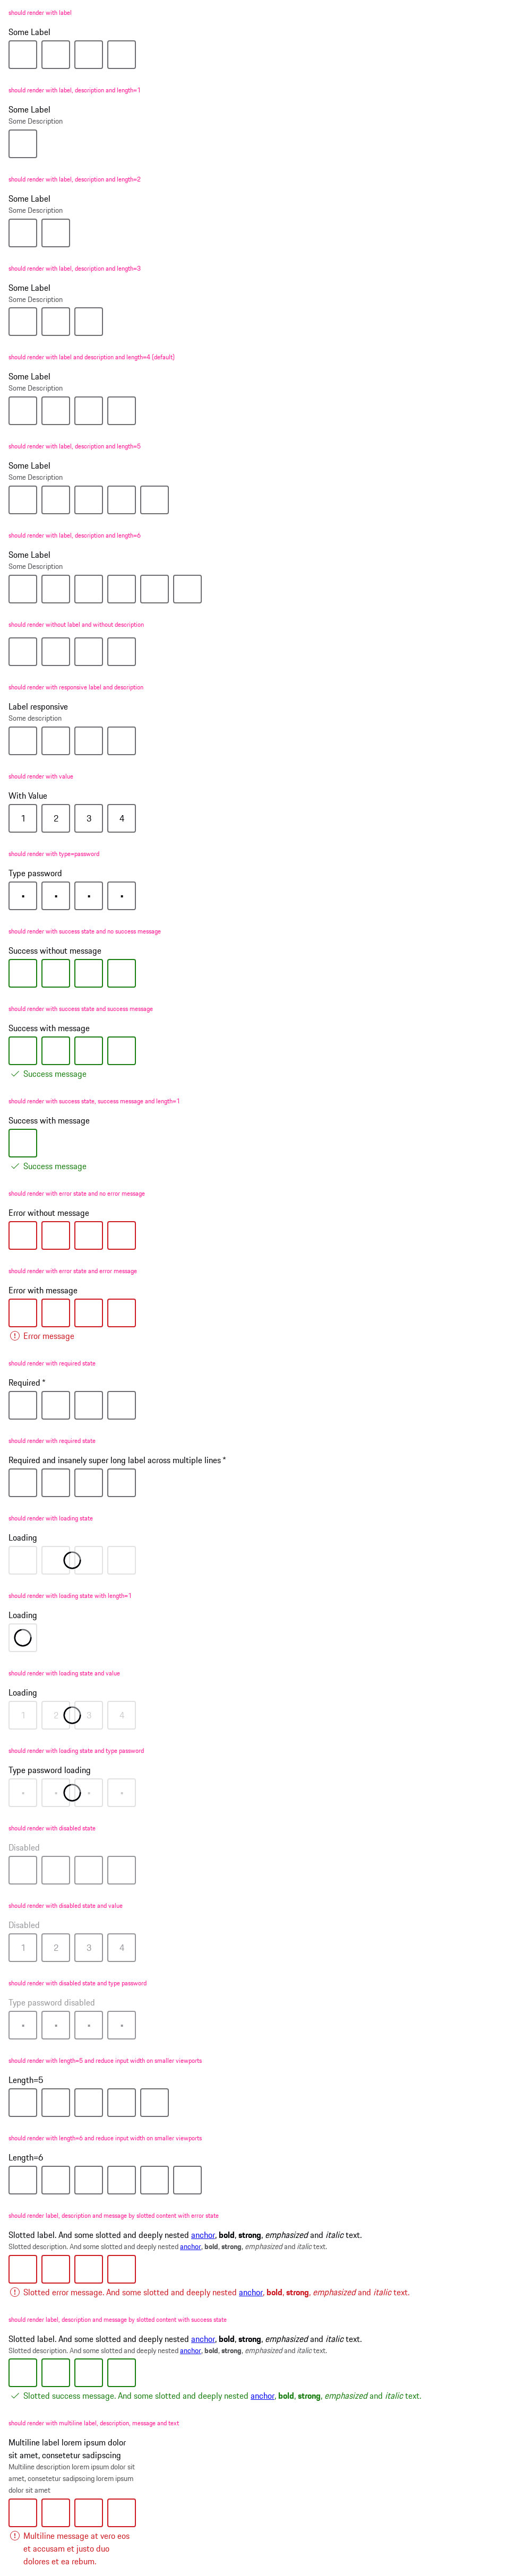 should render with label
Some Label
should render with label, description and length=1
Some Label
Some Description
should render with label, description and length=2
Some Label
Some Description
should render with label, description and length=3
Some Label
Some Description
should render with label and description and length=4 (default)
Some Label
Some Description
should render with label, description and length=5
Some Label
Some Description
should render with label, description and length=6
Some Label
Some Description
should render without label and without description
should render with responsive label and description
Label responsive
Some description
should render with value
With Value
1 2 3 4
should render with type=password
Type password
should render with success state and no success message
Success without message
should render with success state and success message
Success with message
Success message
should render with success state, success message and length=1
Success with message
Success message
should render with error state and no error message
Error without message
should render with error state and error message
Error with message
Error message
should render with required state
Required *
should render with required state
Required and insanely super long label across multiple lines *
should render with loading state
Loading
should render with loading state with length=1
Loading
should render with loading state and value
Loading
1 2 3 4
should render with loading state and type password
Type password loading
should render with disabled state
Disabled
should render with disabled state and value
Disabled
1 2 3 4
should render with disabled state and type password
Type password disabled
should render with length=5 and reduce input width on smaller viewports
Length=5
should render with length=6 and reduce input width on smaller viewports
Length=6
should render label, description and message by slotted content with error state
Slotted label. And some slotted and deeply nested anchor, bold, strong, emphasized and italic text.
Slotted description. And some slotted and deeply nested anchor, bold, strong, emphasized and italic text.
Slotted error message. And some slotted and deeply nested anchor, bold, strong, emphasized and italic text.
should render label, description and message by slotted content with success state
Slotted label. And some slotted and deeply nested anchor, bold, strong, emphasized and italic text.
Slotted description. And some slotted and deeply nested anchor, bold, strong, emphasized and italic text.
Slotted success message. And some slotted and deeply nested anchor, bold, strong, emphasized and italic text.
should render with multiline label, description, message and text
Multiline label lorem ipsum dolor
sit amet, consetetur sadipscing
Multiline description lorem ipsum dolor sit
amet, consetetur sadipscing lorem ipsum
dolor sit amet
Multiline message at vero eos
et accusam et justo duo
dolores et ea rebum.